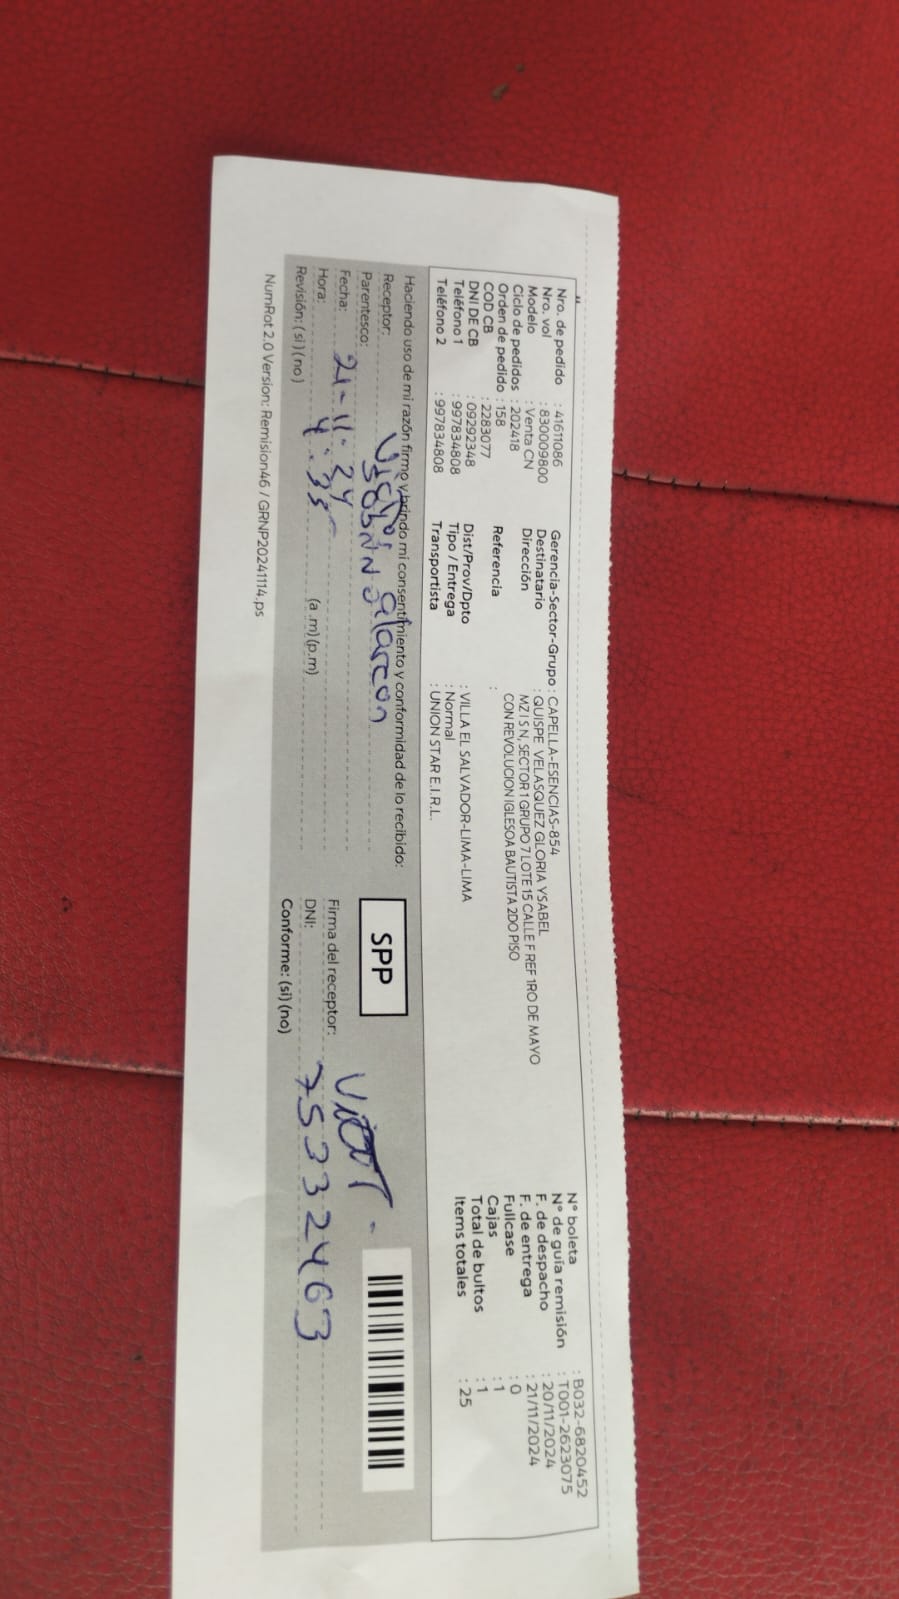 Nro. de pedido : 41611086
Nro. vol : 830009800
Modelo : Venta CN
Ciclo de pedidos : 202418
Orden de pedido : 158
COD CB : 2283077
DNI DE CB : 09292348
Teléfono 1 : 997834808
Teléfono 2 : 997834808
Gerencia-Sector-Grupo : CAPELLA-ESENCIAS-854
Destinatario : QUISPE VELASQUEZ GLORIA YSABEL
Dirección MZ I S N, SECTOR 1 GRUPO 7 LOTE 15 CALLE F REF 1RO DE MAYO
CON REVOLUCION IGLESOA BAUTISTA 2DO PISO
Referencia :
Dist/Prov/Dpto : VILLA EL SALVADOR-LIMA-LIMA
Tipo / Entrega : Normal
Transportista : UNION STAR E.I.R.L.
N° boleta : B032-6820452
N° de guía remisión : T001-2623075
F. de despacho : 20/11/2024
F. de entrega : 21/11/2024
Fullcase : 0
Cajas : 1
Total de bultos : 1
Items totales : 25
Haciendo uso de mi razón firmo y brindo mi consentimiento y conformidad de lo recibido:
Receptor: alarcon
Parentesco:
Fecha: 21-11-24
Hora: 4:35 (a .m) (p.m)
Revisión: (si) (no)
SPP
Firma del receptor:
DNI: 75332463
Conforme: (si) (no)
NumRot 2.0 Version: Remision46 / GRNP20241114.ps